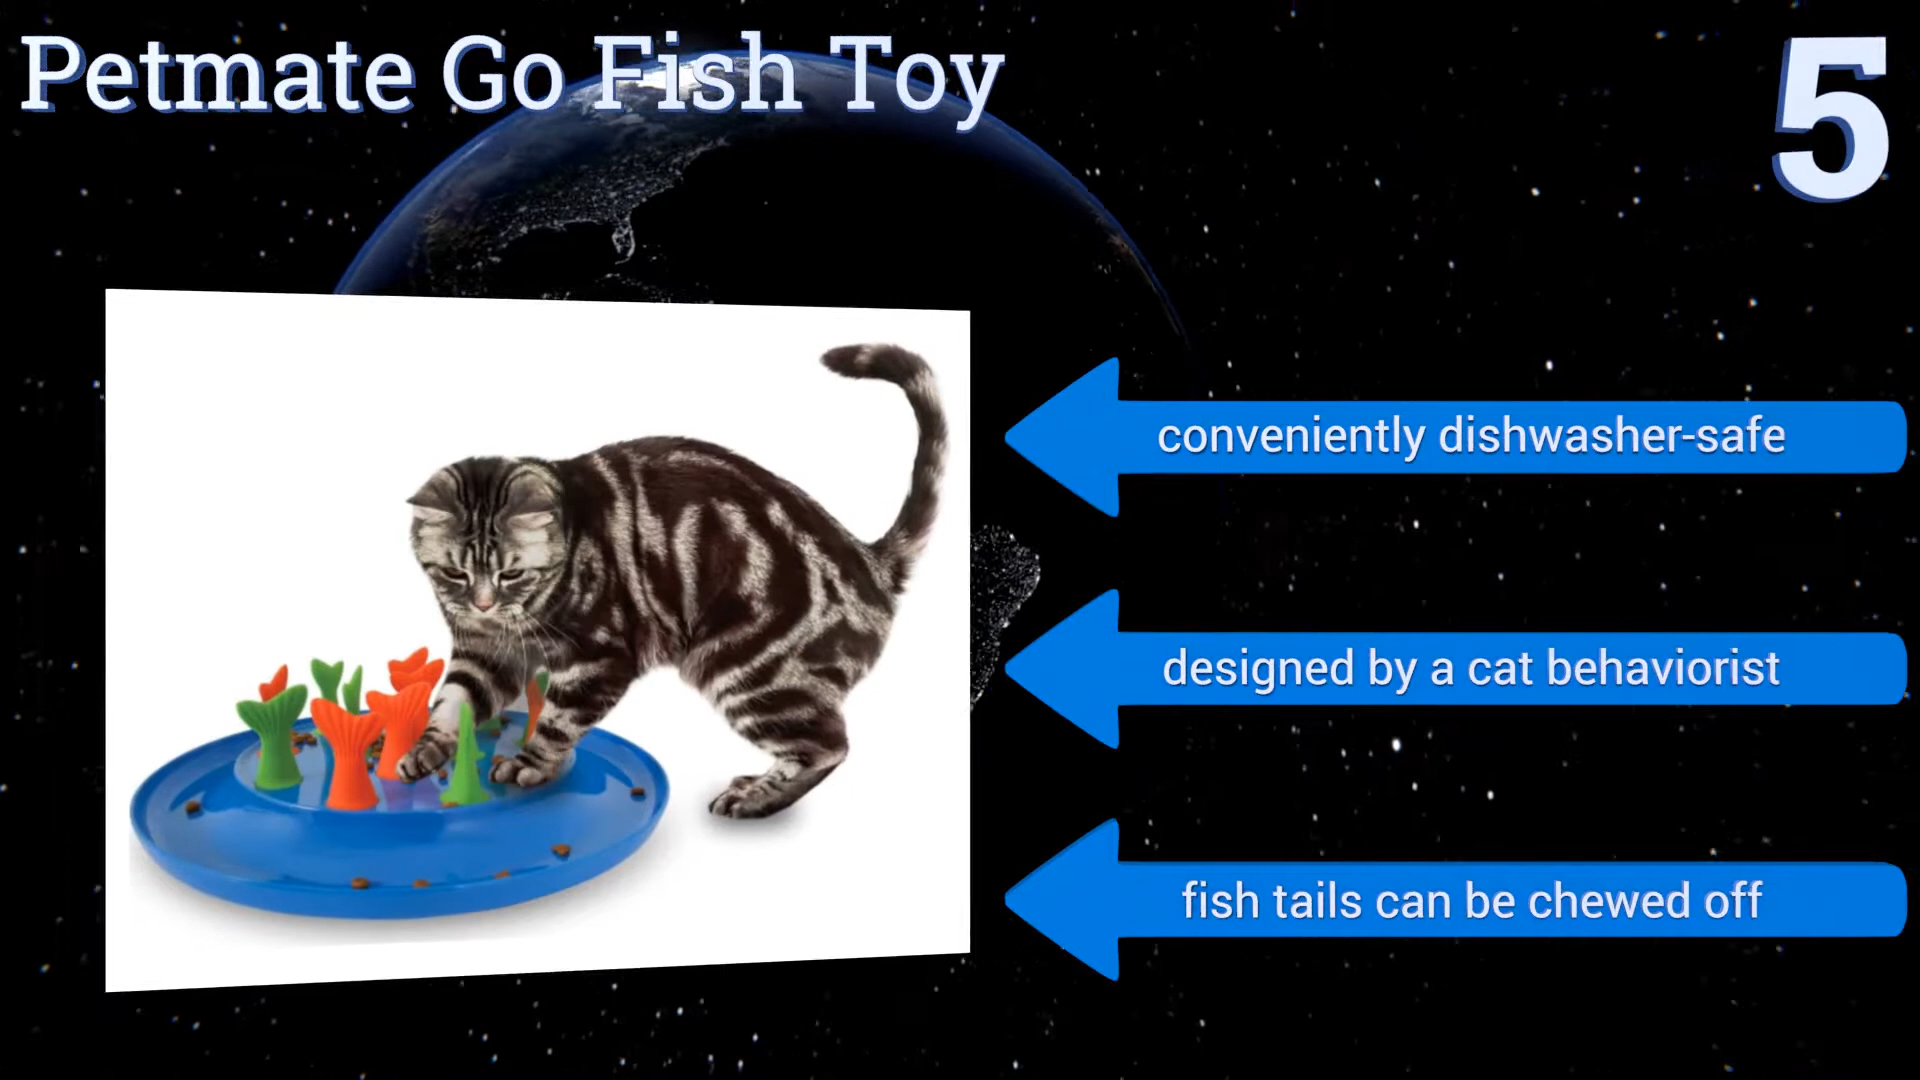 Petmate Go Fish Toy
5
conveniently dishwasher-safe
designed by a cat behaviorist
fish tails can be chewed off